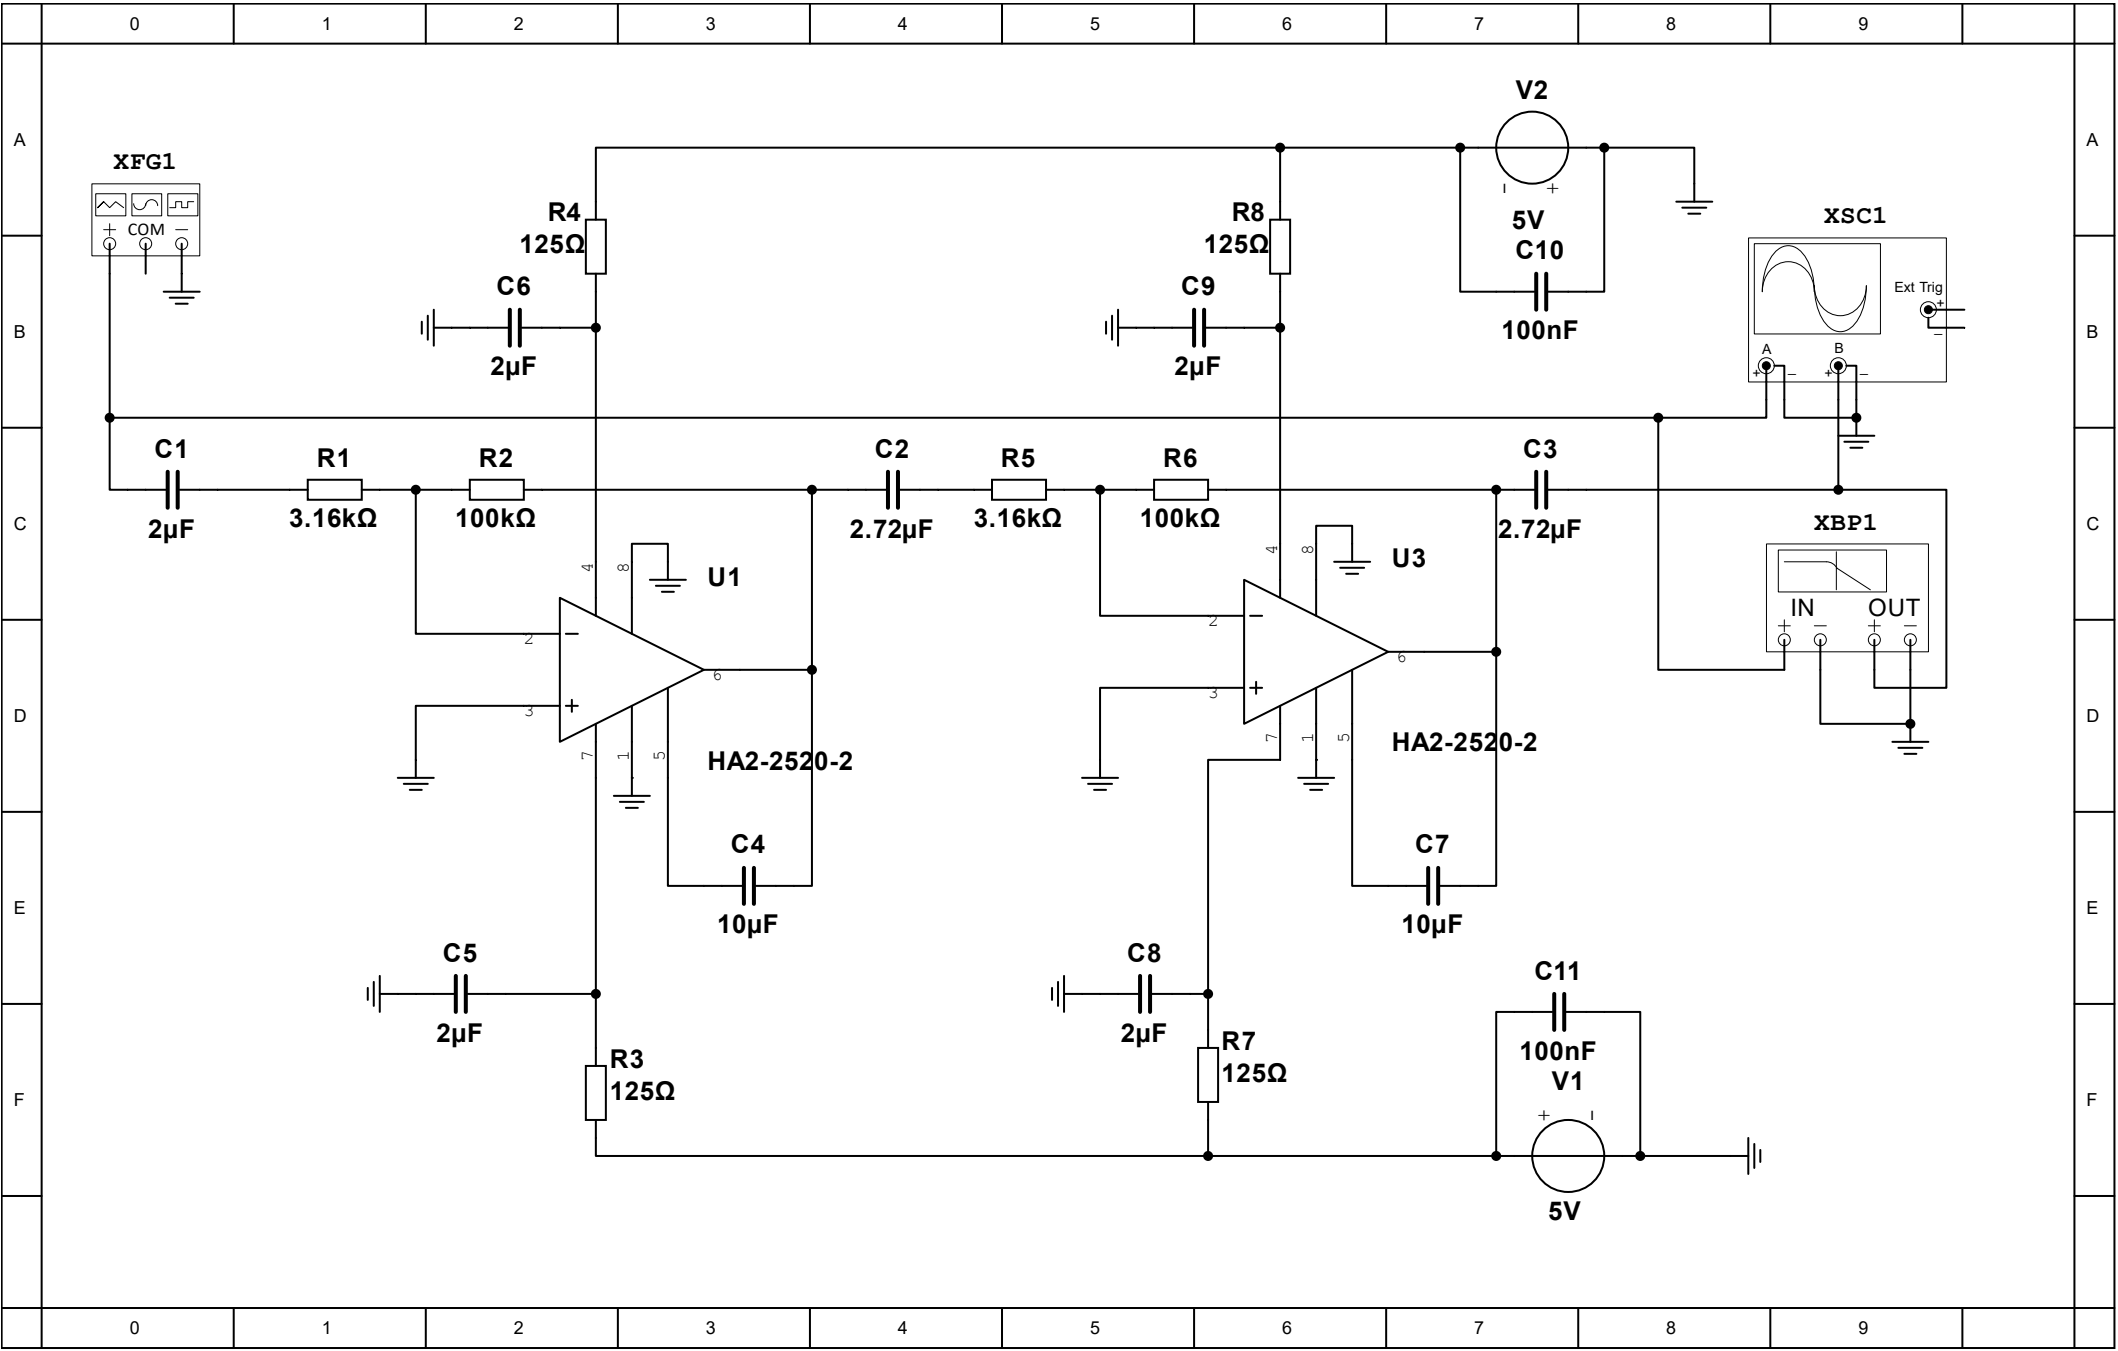 0 1 2 3 4 5 6 7 8 9
A
A
V2
XFG1
+ COM −
− +
5V
R4
125Ω
R8
125Ω
XSC1
Ext Trig
+
−
A
B
+ −
+ −
B
B
C6
2µF
C9
2µF
C10
100nF
C
C
C1
2µF
R1
3.16kΩ
R2
100kΩ
C2
2.72µF
R5
3.16kΩ
R6
100kΩ
C3
2.72µF
XBP1
IN OUT
+ − + −
4
8
U1
2
−
3
+
6
7
1
5
HA2-2520-2
4
8
U3
2
−
3
+
6
7
1
5
HA2-2520-2
D
D
C4
10µF
C7
10µF
E
E
C5
2µF
C8
2µF
C11
100nF
V1
+ −
5V
R3
125Ω
R7
125Ω
F
F
0 1 2 3 4 5 6 7 8 9